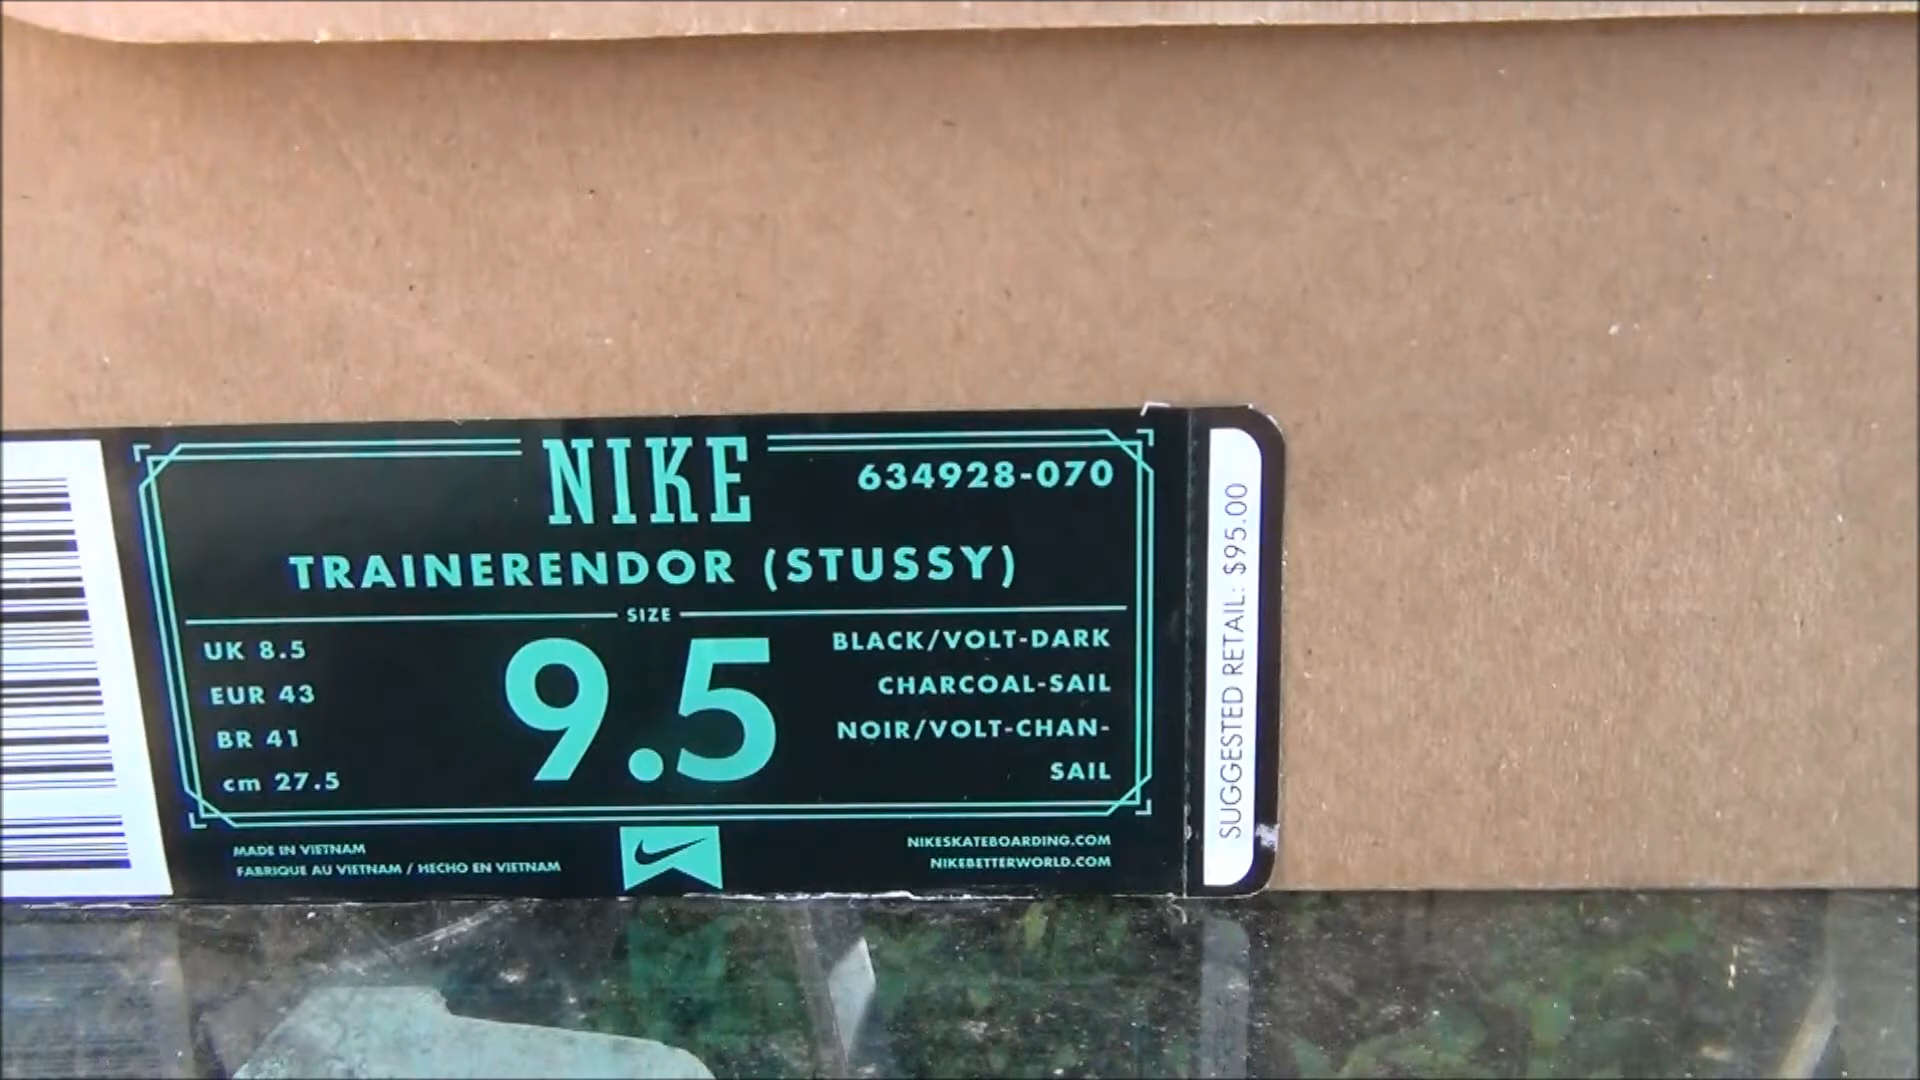 NIKE
634928-070
TRAINERENDOR (STUSSY)
SIZE
UK 8.5
EUR 43
BR 41
cm 27.5
9.5
BLACK/VOLT-DARK
CHARCOAL-SAIL
NOIR/VOLT-CHAN-
SAIL
MADE IN VIETNAM
FABRIQUE AU VIETNAM / HECHO EN VIETNAM
NIKESKATEBOARDING.COM
NIKEBETTERWORLD.COM
SUGGESTED RETAIL: $95.00